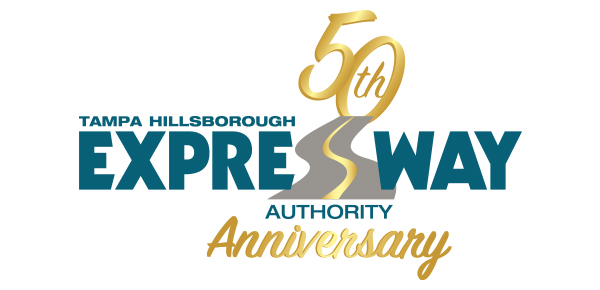 50th
TAMPA HILLSBOROUGH
EXPRESSWAY
AUTHORITY
Anniversary